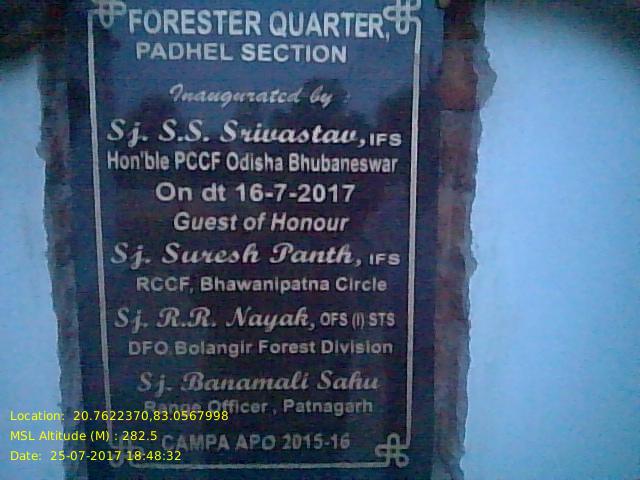 FORESTER QUARTER,
PADHEL SECTION
Inaugurated by :
Sj. S.S. Srivastav, IFS
Hon'ble PCCF Odisha Bhubaneswar
On dt 16-7-2017
Guest of Honour
Sj. Suresh Panth, IFS
RCCF, Bhawanipatna Circle
Sj. R.R. Nayak, OFS (I) STS
DFO Bolangir Forest Division
Sj. Banamali Sahu
Range Officer , Patnagarh
CAMPA APO 2015-16
Location: 20.7622370,83.0567998
MSL Altitude (M) : 282.5
Date: 25-07-2017 18:48:32